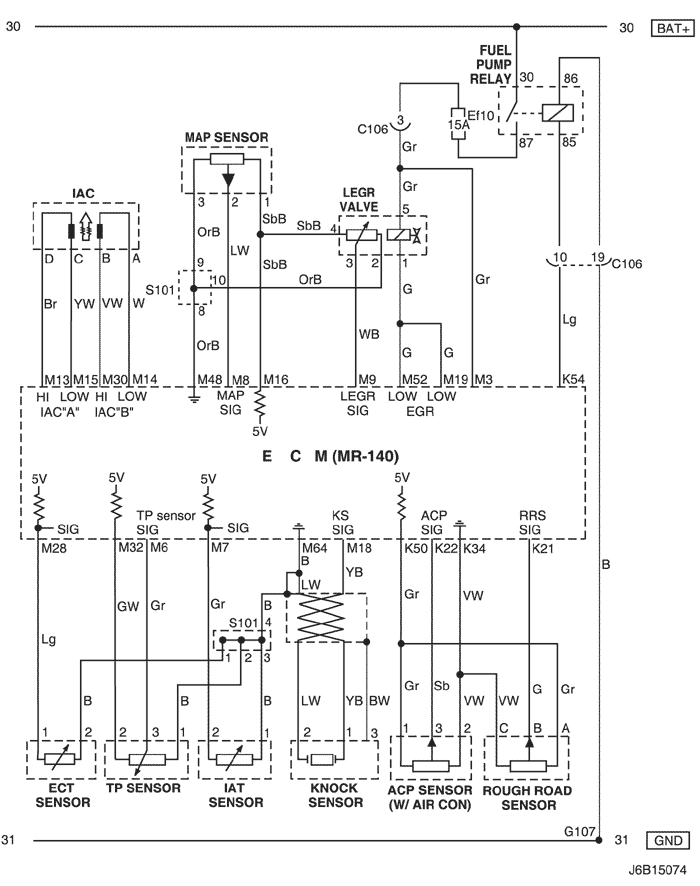 30
30 BAT+
FUEL
PUMP
RELAY
30 86
Ef10
15A
87 85
C106 3
Gr
MAP SENSOR
3 2 1
IAC
D C B A
LEGR
VALVE
Gr
5
4
3 2 1
SbB
SbB
OrB
LW
SbB
9
S101
10
8
OrB
OrB
10 19 C106
Br YW VW W
WB
G
Gr
Lg
G G
M13 M15 M30 M14 M48 M8 M16 M9 M52 M19 M3 K54
HI LOW HI LOW
IAC"A" IAC"B"
MAP
SIG
5V
LEGR
SIG
LOW LOW
EGR
E C M (MR-140)
5V 5V 5V 5V
SIG
TP sensor
SIG
SIG
KS
SIG
ACP
SIG
RRS
SIG
M28 M32 M6 M7 M64 M18 K50 K22 K34 K21
B
LW
YB
B
Lg
GW Gr Gr
B
S101 4
1 2 3
Gr
VW
B B B
LW YB BW
Gr Sb VW VW G Gr
1 2 2 3 1 2 1 2 1 3 1 3 2 C B A
ECT
SENSOR
TP SENSOR
IAT
SENSOR
KNOCK
SENSOR
ACP SENSOR
(W/ AIR CON)
ROUGH ROAD
SENSOR
G107
31
31 GND
J6B15074